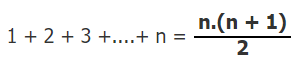 1 + 2 + 3 +....+ n = n.(n + 1) / 2